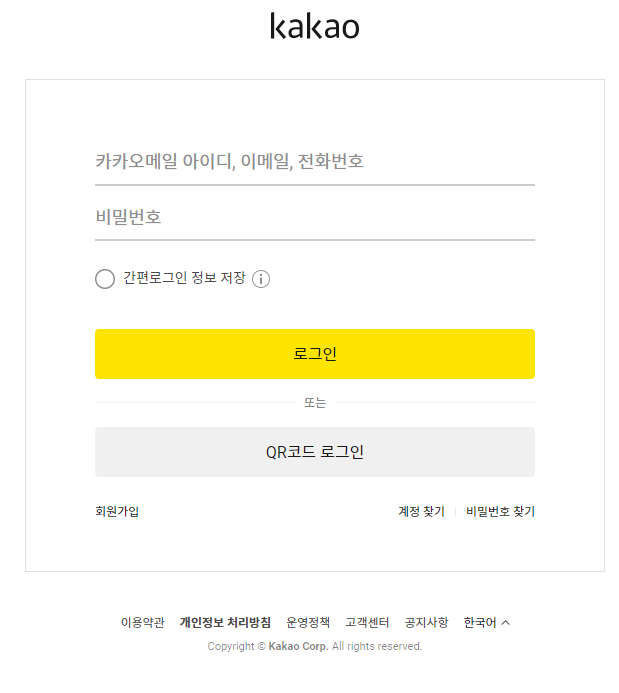 kakao
카카오메일 아이디, 이메일, 전화번호
비밀번호
간편로그인 정보 저장
로그인
또는
QR코드 로그인
회원가입 계정 찾기 비밀번호 찾기
이용약관 개인정보 처리방침 운영정책 고객센터 공지사항 한국어
Copyright © Kakao Corp. All rights reserved.